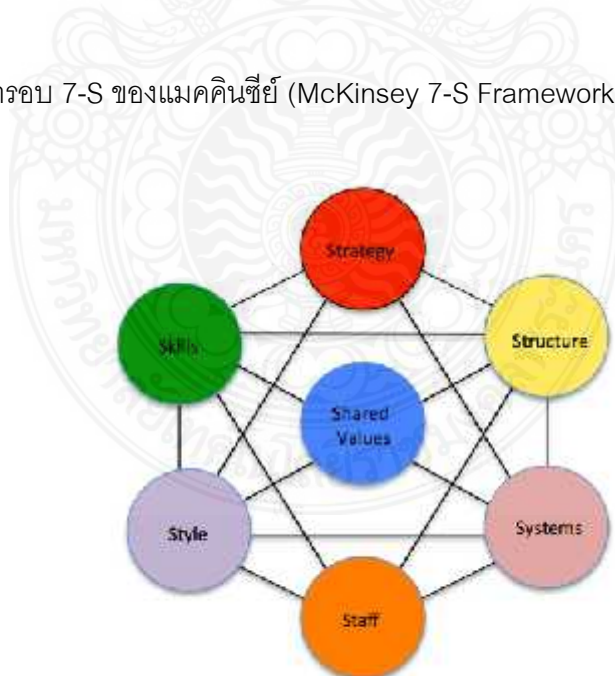 รอบ 7-S ของแมคคินซีย์ (McKinsey 7-S Framework
Strategy
Skills
Structure
Shared
Values
Style
Systems
Staff